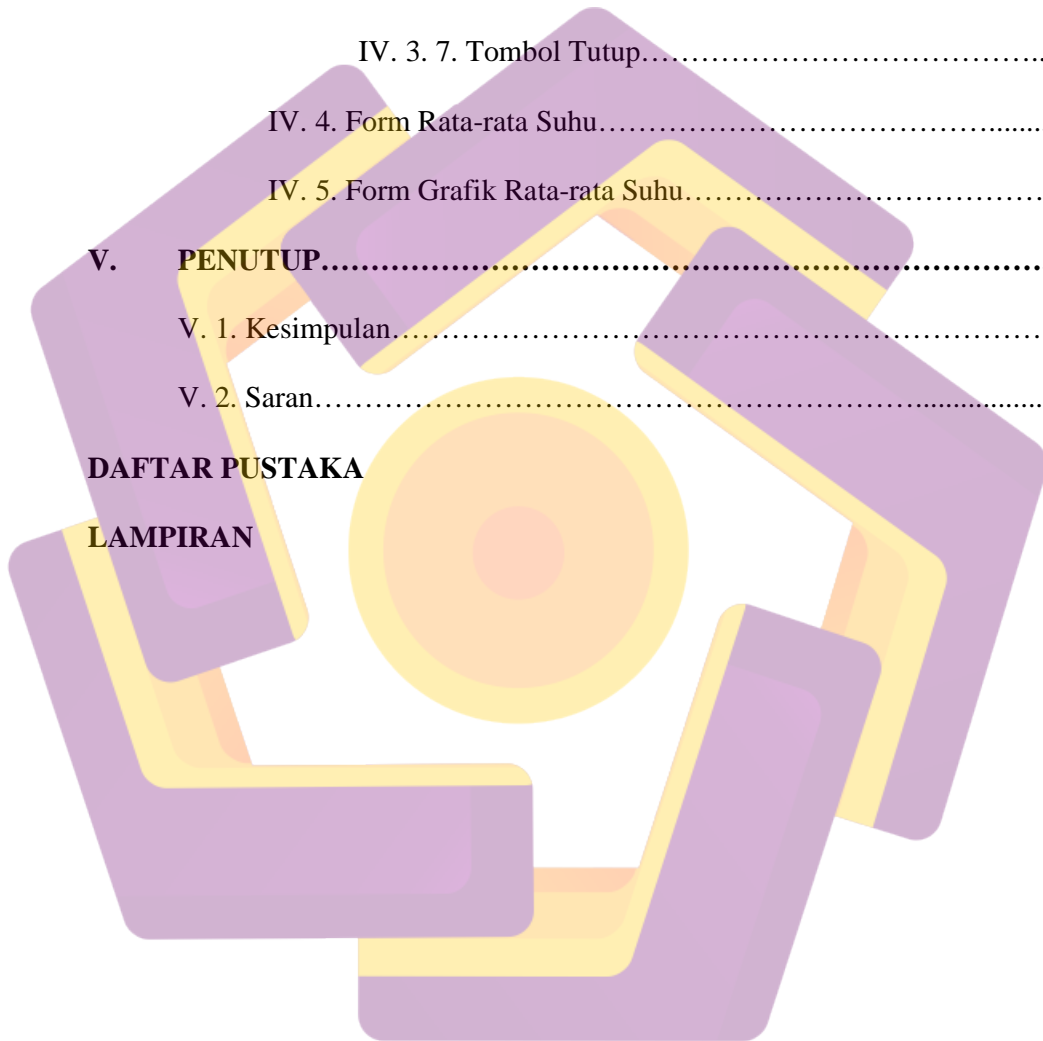 IV. 3. 7. Tombol Tutup……………………………………..
IV. 4. Form Rata-rata Suhu…………………………………….......
IV. 5. Form Grafik Rata-rata Suhu………………………………
V. PENUTUP……………………………………………………………………
V. 1. Kesimpulan…………………………………………………………
V. 2. Saran……………………………………………………...................
DAFTAR PUSTAKA
LAMPIRAN